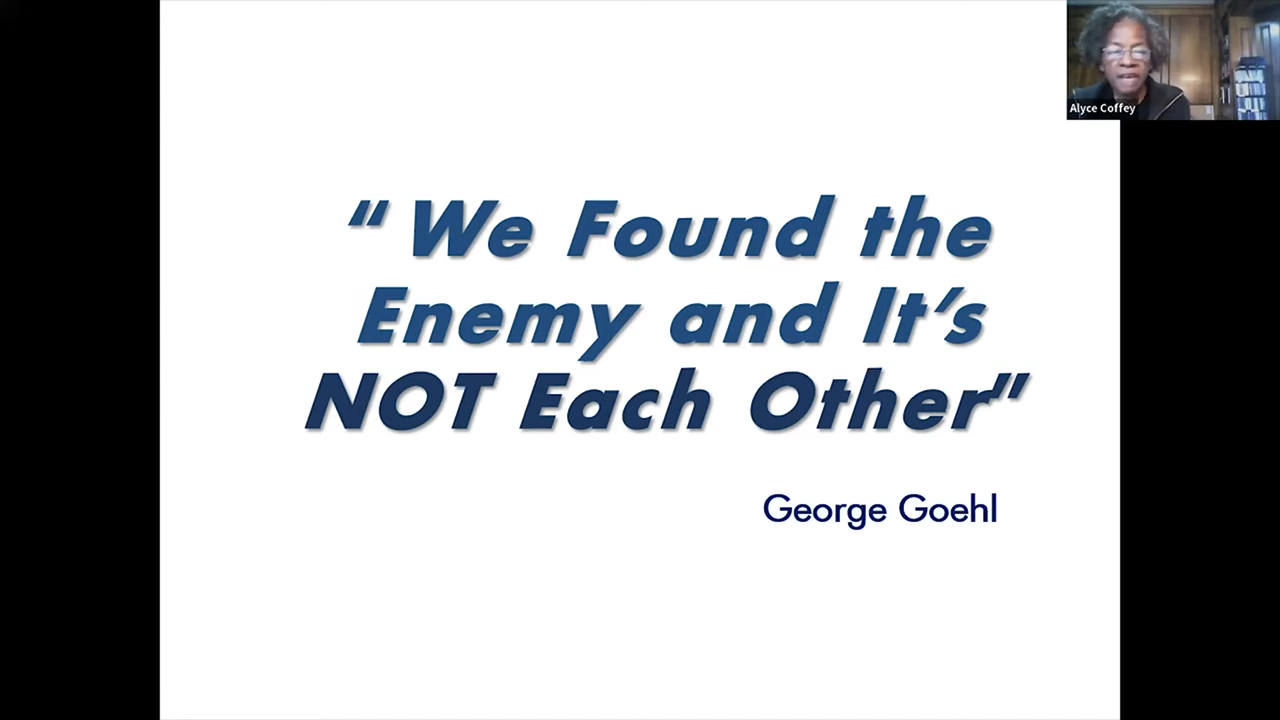 Alyce Coffey
“ We Found the
Enemy and It’s
NOT Each Other”
George Goehl